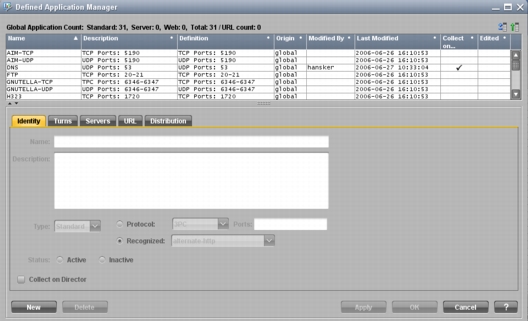 Defined Application Manager
Global Application Count: Standard: 31, Server: 0, Web: 0, Total: 31 / URL count: 0
Name Description Definition Origin Modified By Last Modified Collect on... Edited
AIM-TCP TCP Ports: 5190 TCP Ports: 5190 global 2006-06-26 16:10:53
AIM-UDP UDP Ports: 5190 UDP Ports: 5190 global 2006-06-26 16:10:53
DNS UDP Ports: 53 UDP Ports: 53 global hansker 2006-06-27 10:33:04 ✓
FTP TCP Ports: 20-21 TCP Ports: 20-21 global 2006-06-26 16:10:53
GNUTELLA-TCP TPC Ports: 6346-6347 TCP Ports: 6346-6347 global 2006-06-26 16:10:53
GNUTELLA-UDP UDP Ports: 6346-6347 UDP Ports: 6346-6347 global 2006-06-26 16:10:53
H323 TCP Ports: 1720 TCP Ports: 1720 global 2006-06-26 16:10:53
Identity Turns Servers URL Distribution
Name:
Description:
Type: Standard Protocol: Ports:
Recognized: alternate-http
Status: Active Inactive
Collect on Director
New Delete Apply OK Cancel ?